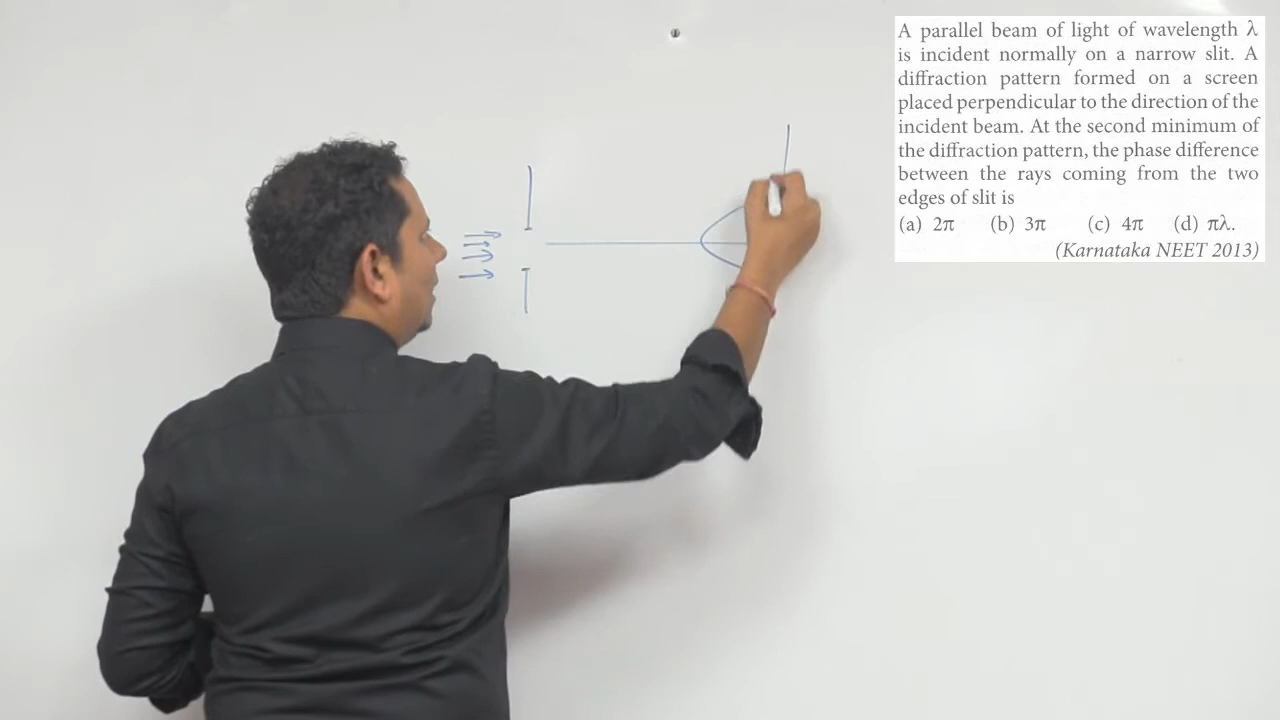 A parallel beam of light of wavelength λ
is incident normally on a narrow slit. A
diffraction pattern formed on a screen
placed perpendicular to the direction of the
incident beam. At the second minimum of
the diffraction pattern, the phase difference
between the rays coming from the two
edges of slit is
(a) 2π (b) 3π (c) 4π (d) πλ.
(Karnataka NEET 2013)